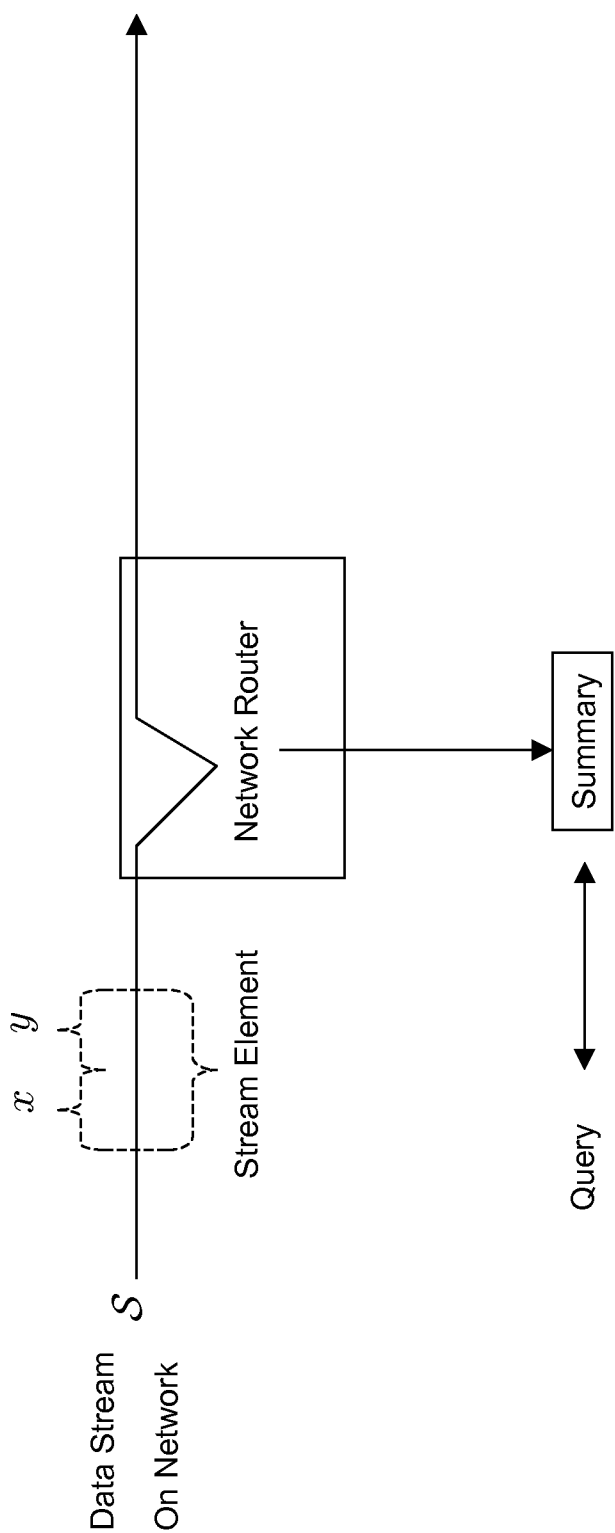 x y
Data Stream
𝒮
On Network
Stream Element
Network Router
Query
Summary